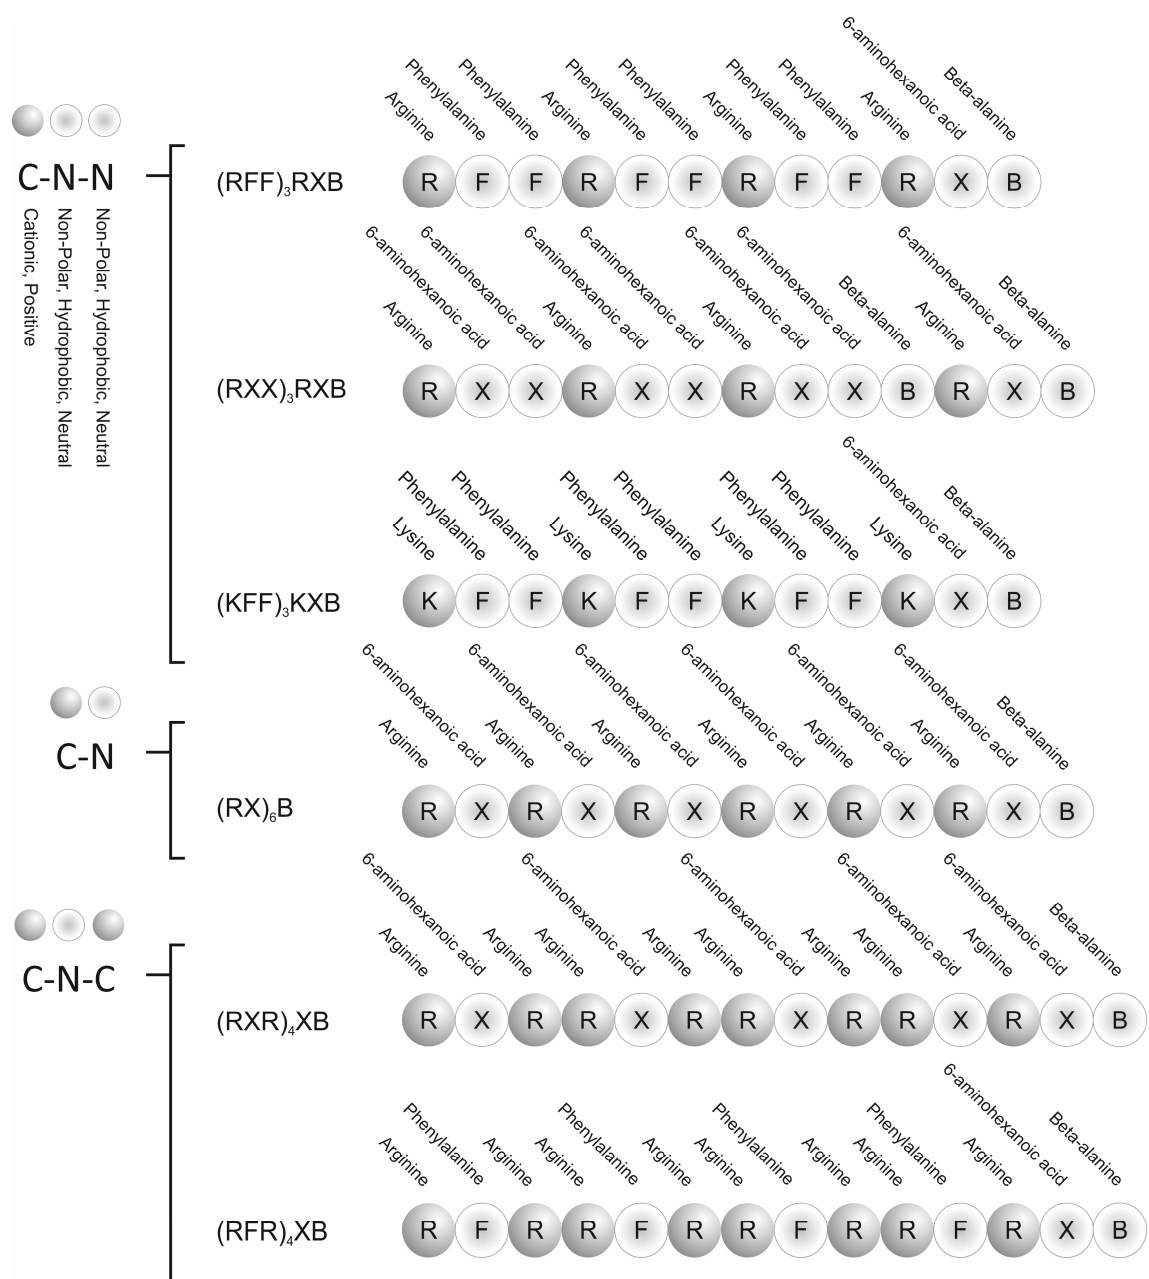 Arginine Phenylalanine Phenylalanine Arginine Phenylalanine Phenylalanine Arginine Phenylalanine Phenylalanine Arginine 6-aminohexanoic acid Beta-alanine
C-N-N
Cationic, Positive
Non-Polar, Hydrophobic, Neutral
Non-Polar, Hydrophobic, Neutral
(RFF)₃RXB R F F R F F R F F R X B
Arginine 6-aminohexanoic acid 6-aminohexanoic acid Arginine 6-aminohexanoic acid 6-aminohexanoic acid Arginine 6-aminohexanoic acid 6-aminohexanoic acid Beta-alanine Arginine 6-aminohexanoic acid Beta-alanine
(RXX)₃RXB R X X R X X R X X B R X B
Lysine Phenylalanine Phenylalanine Lysine Phenylalanine Phenylalanine Lysine Phenylalanine Phenylalanine Lysine 6-aminohexanoic acid Beta-alanine
(KFF)₃KXB K F F K F F K F F K X B
Arginine 6-aminohexanoic acid Arginine 6-aminohexanoic acid Arginine 6-aminohexanoic acid Arginine 6-aminohexanoic acid Arginine 6-aminohexanoic acid Arginine 6-aminohexanoic acid Beta-alanine
C-N
(RX)₆B R X R X R X R X R X R X B
Arginine 6-aminohexanoic acid Arginine Arginine 6-aminohexanoic acid Arginine Arginine 6-aminohexanoic acid Arginine Arginine 6-aminohexanoic acid Arginine 6-aminohexanoic acid Beta-alanine
C-N-C
(RXR)₄XB R X R R X R R X R R X R X B
Arginine Phenylalanine Arginine Arginine Phenylalanine Arginine Arginine Phenylalanine Arginine Arginine Phenylalanine Arginine 6-aminohexanoic acid Beta-alanine
(RFR)₄XB R F R R F R R F R R F R X B